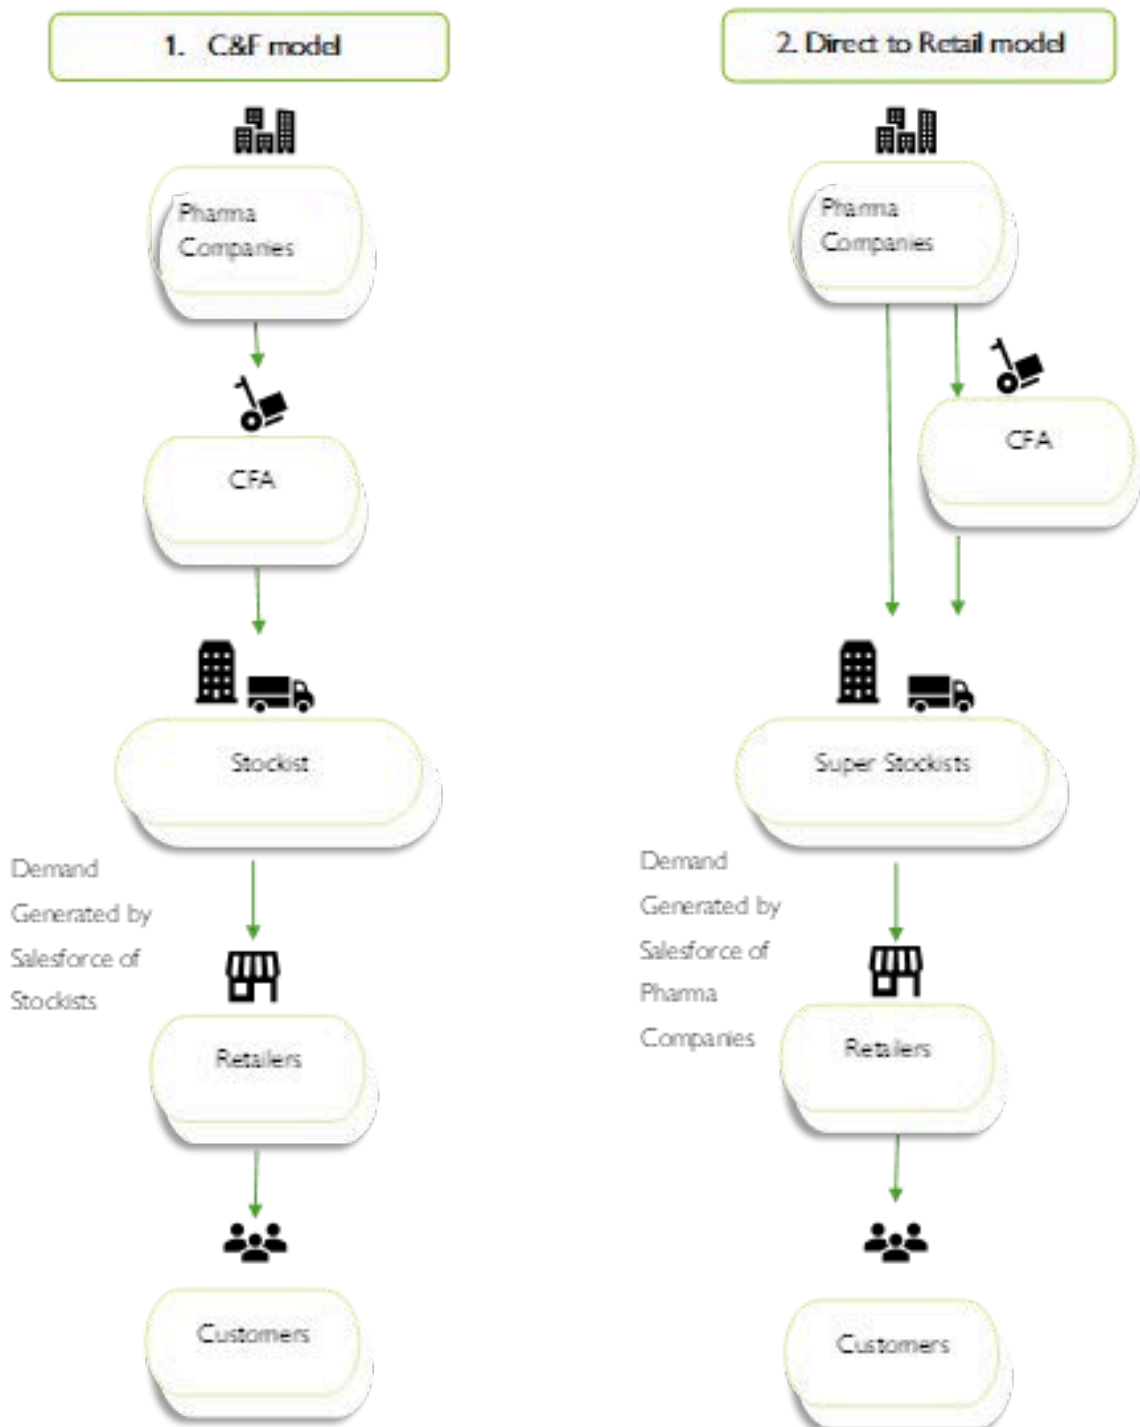 1. C&F model
Pharma
Companies
CFA
Stockist
Demand
Generated by
Salesforce of
Stockists
Retailers
Customers
2. Direct to Retail model
Pharma
Companies
CFA
Super Stockists
Demand
Generated by
Salesforce of
Pharma
Companies
Retailers
Customers